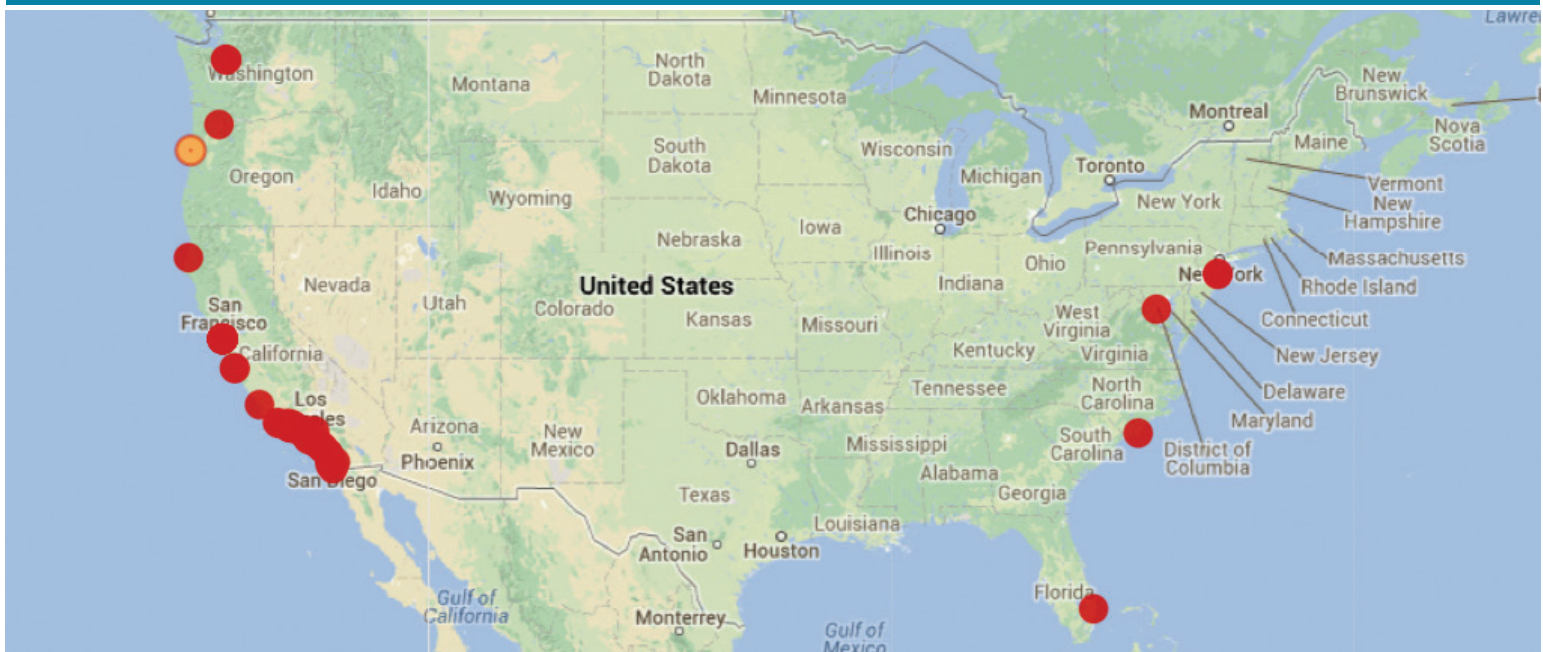 Lawre
Washington
Montana
North
Dakota
Minnesota
New
Brunswick
Montreal
Nova
Scotia
Maine
Oregon
Idaho
Wyoming
South
Dakota
Wisconsin
Michigan
Toronto
Vermont
New
Hampshire
New York
Chicago
Iowa
Nebraska
Illinois
Pennsylvania
Massachusetts
Ohio
New York
Rhode Island
Nevada
Utah
United States
Colorado
Indiana
Connecticut
San
Francisco
Kansas
Missouri
West
Virginia
New Jersey
California
Kentucky
Virginia
Delaware
Los
les
Oklahoma
Arkansas
Tennessee
North
Carolina
Maryland
Arizona
Phoenix
New
Mexico
Dallas
Mississippi
South
Carolina
District of
Columbia
San Diego
Alabama
Georgia
Texas
Louisiana
San
Antonio
Houston
Florida
Gulf of
California
Monterrey
Gulf of
Mexico